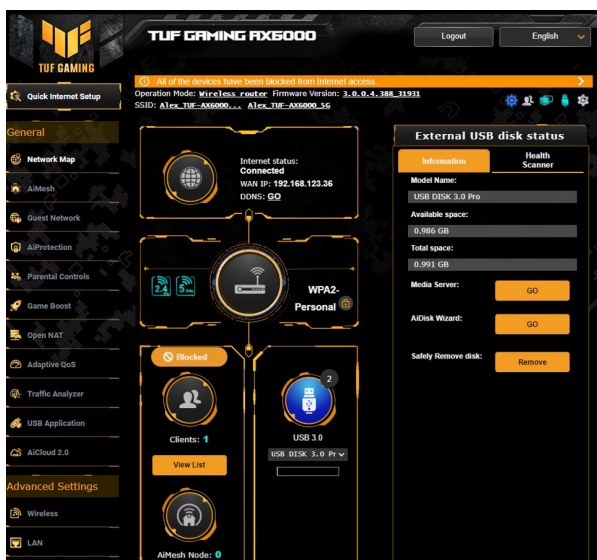 TUF GAMING AX6000
Logout
English
TUF GAMING
All of the devices have been blocked from Internet access.
Quick Internet Setup
Operation Mode: Wireless router Firmware Version: 3.0.0.4.388_31931
SSID: Alex_TUF-AX6000... Alex_TUF-AX6000_5G
General
Network Map
AiMesh
Guest Network
AiProtection
Parental Controls
Game Boost
Open NAT
Adaptive QoS
Traffic Analyzer
USB Application
AiCloud 2.0
Advanced Settings
Wireless
LAN
Internet status:
Connected
WAN IP: 192.168.123.36
DDNS: GO
2.4
5
WPA2-
Personal
Blocked
Clients: 1
View List
AiMesh Node: 0
2
USB 3.0
USB DISK 3.0 Pr
External USB disk status
Information
Health
Scanner
Model Name:
USB DISK 3.0 Pro
Available space:
0.986 GB
Total space:
0.991 GB
Media Server:
GO
AiDisk Wizard:
GO
Safely Remove disk:
Remove